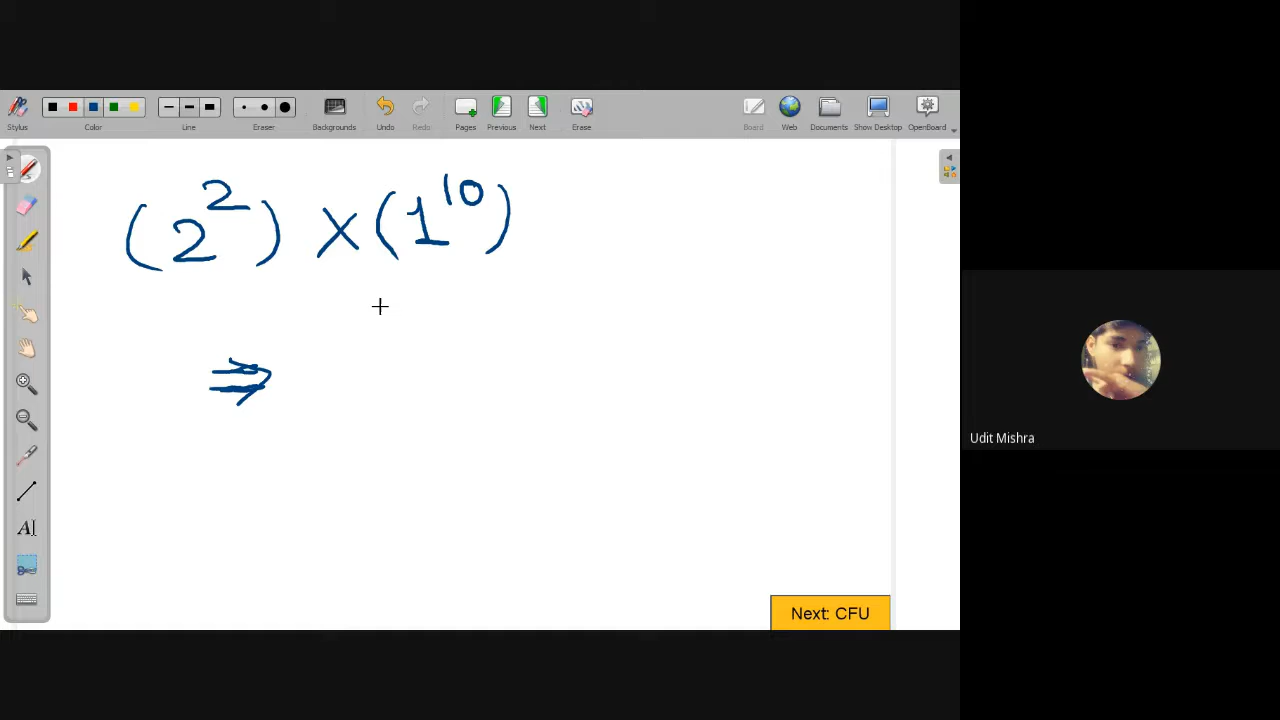 Stylus Color Line Eraser Backgrounds Undo Redo Pages Previous Next Erase Board Web Documents Show Desktop OpenBoard
(2²) × (1¹⁰)
⇒
A
Udit Mishra
Next: CFU